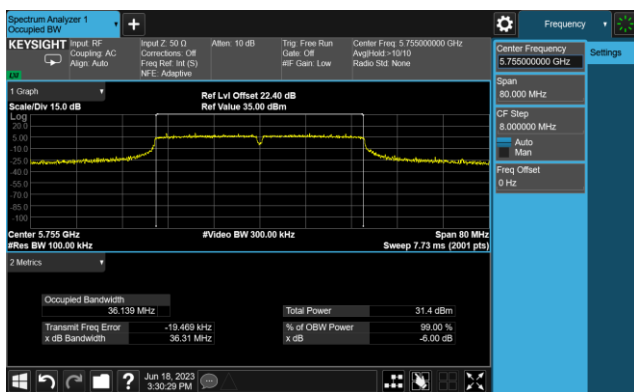 Spectrum Analyzer 1
Occupied BW
+
Frequency
KEYSIGHT
Input: RF
Coupling: AC
Align: Auto
Input Z: 50 Ω
Corrections: Off
Freq Ref: Int (S)
NFE: Adaptive
Atten: 10 dB
Trig: Free Run
Gate: Off
#IF Gain: Low
Center Freq: 5.755000000 GHz
Avg|Hold:>10/10
Radio Std: None
LXI
Center Frequency
5.755000000 GHz
Settings
Span
80.000 MHz
CF Step
8.000000 MHz
Auto
Man
Freq Offset
0 Hz
1 Graph
Scale/Div 15.0 dB
Ref Lvl Offset 22.40 dB
Ref Value 35.00 dBm
Log
20.0
5.00
-10.0
-25.0
-40.0
-55.0
-70.0
-85.0
-100
Center 5.755 GHz
#Res BW 100.00 kHz
#Video BW 300.00 kHz
Span 80 MHz
Sweep 7.73 ms (2001 pts)
2 Metrics
Occupied Bandwidth
36.139 MHz
Total Power 31.4 dBm
Transmit Freq Error -19.469 kHz
% of OBW Power 99.00 %
x dB Bandwidth 36.31 MHz
x dB -6.00 dB
?
Jun 18, 2023
3:30:29 PM